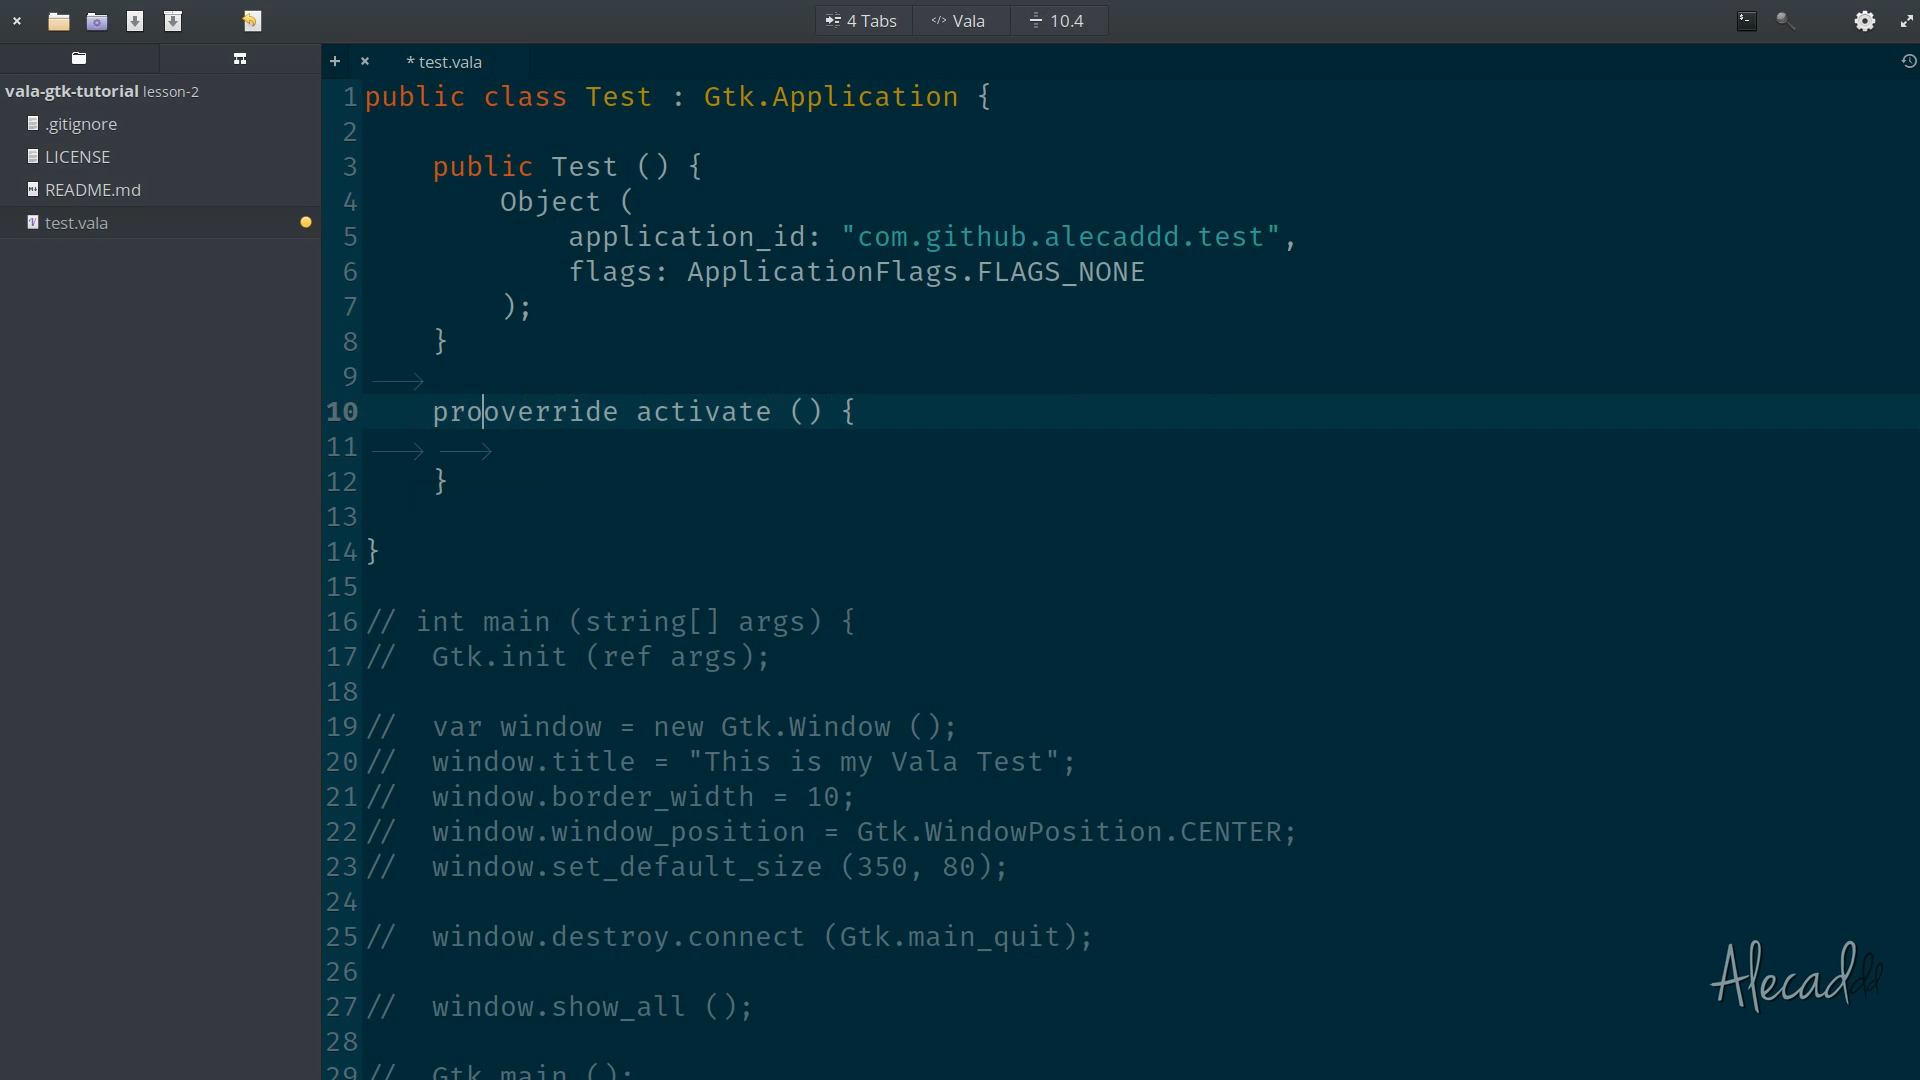 4 Tabs
</> Vala
10.4
vala-gtk-tutorial lesson-2
.gitignore
LICENSE
README.md
test.vala
* test.vala
1 public class Test : Gtk.Application {
2
3 public Test () {
4 Object (
5 application_id: "com.github.alecaddd.test",
6 flags: ApplicationFlags.FLAGS_NONE
7 );
8 }
9
10 prooverride activate () {
11
12 }
13
14 }
15
16 // int main (string[] args) {
17 // Gtk.init (ref args);
18
19 // var window = new Gtk.Window ();
20 // window.title = "This is my Vala Test";
21 // window.border_width = 10;
22 // window.window_position = Gtk.WindowPosition.CENTER;
23 // window.set_default_size (350, 80);
24
25 // window.destroy.connect (Gtk.main_quit);
26
27 // window.show_all ();
28
29 // Gtk.main ();
Alecaddd